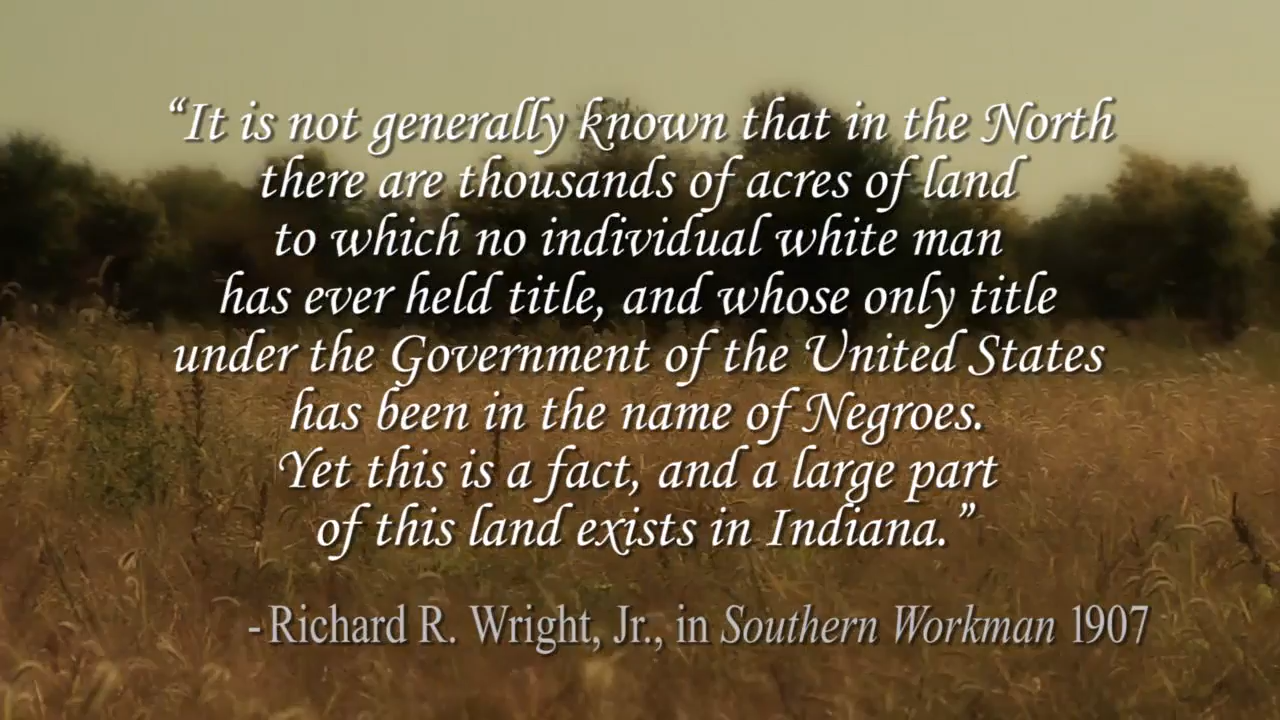 “It is not generally known that in the North
there are thousands of acres of land
to which no individual white man
has ever held title, and whose only title
under the Government of the United States
has been in the name of Negroes.
Yet this is a fact, and a large part
of this land exists in Indiana.”
-Richard R. Wright, Jr., in Southern Workman 1907